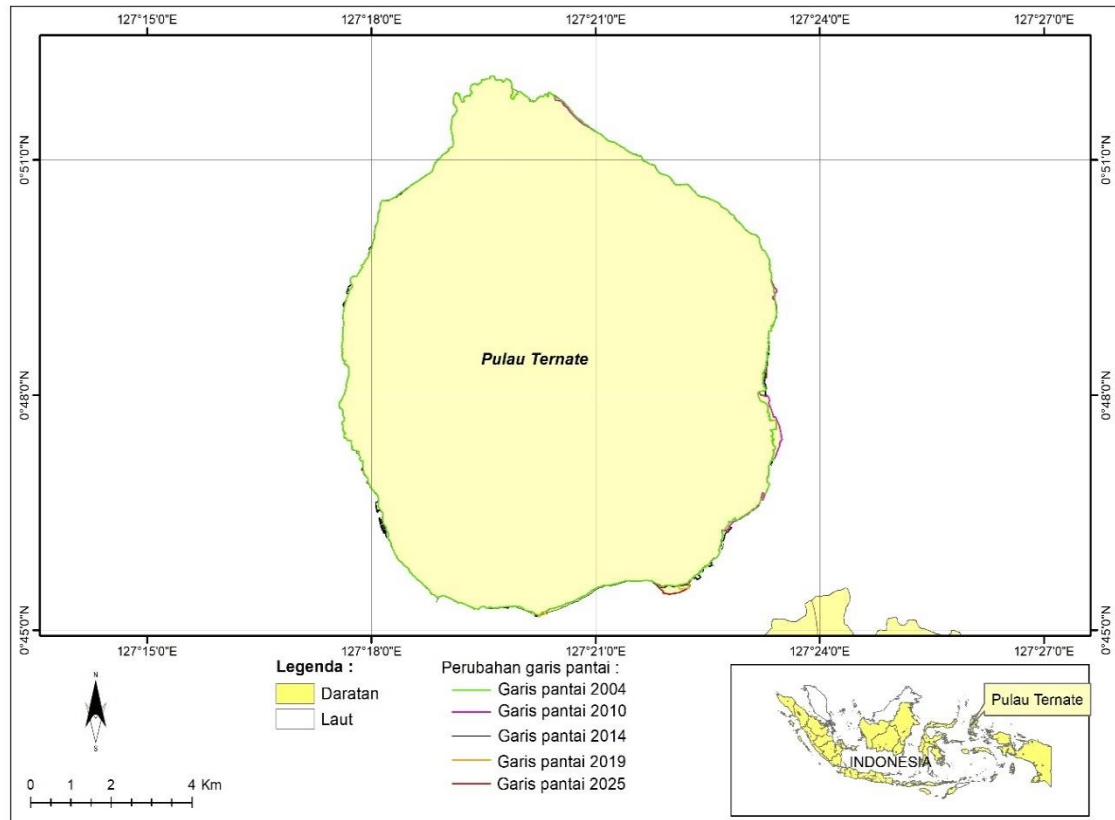 127°15'0"E
127°18'0"E
127°21'0"E
127°24'0"E
127°27'0"E
0°51'0"N
0°51'0"N
Pulau Ternate
0°48'0"N
0°48'0"N
0°45'0"N
0°45'0"N
127°15'0"E
127°18'0"E
127°21'0"E
127°24'0"E
127°27'0"E
Legenda :
Daratan
Laut
Perubahan garis pantai :
Garis pantai 2004
Garis pantai 2010
Garis pantai 2014
Garis pantai 2019
Garis pantai 2025
N
S
0 1 2 4 Km
Pulau Ternate
INDONESIA